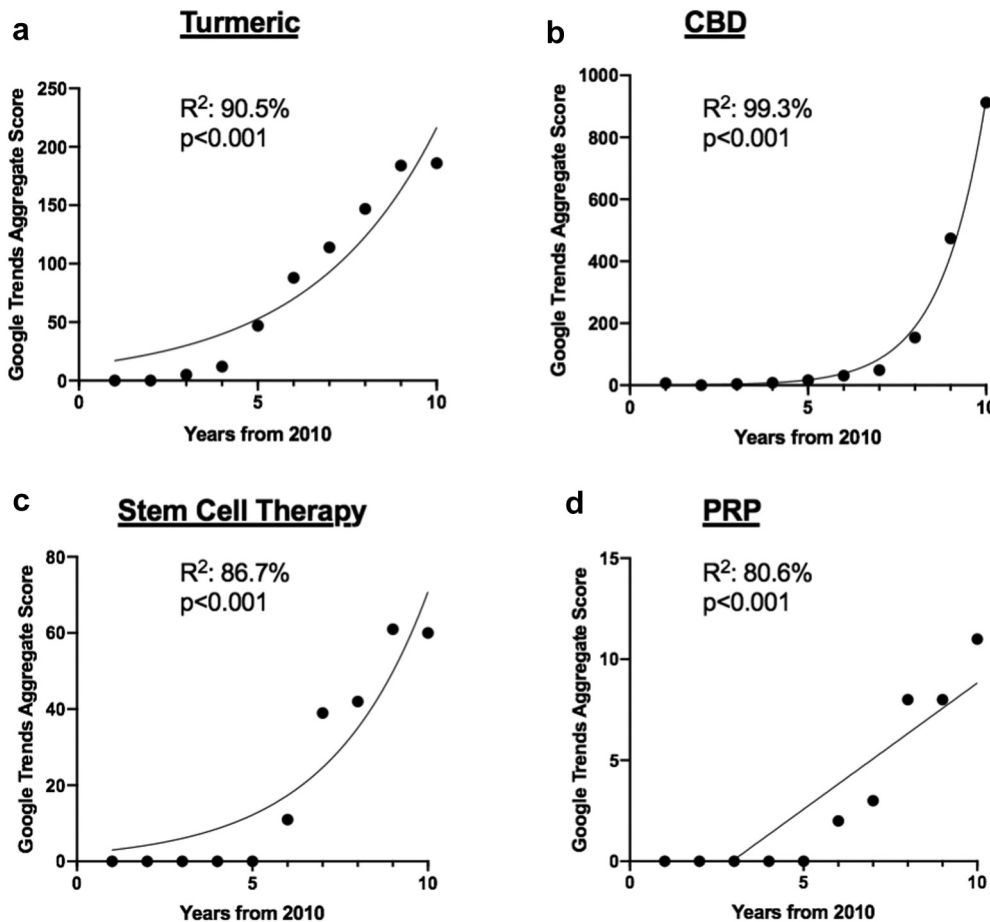 a
Turmeric
R²: 90.5%
p<0.001
Google Trends Aggregate Score
250
200
150
100
50
0
0 5 10
Years from 2010
b
CBD
R²: 99.3%
p<0.001
Google Trends Aggregate Score
1000
800
600
400
200
0
0 5 10
Years from 2010
c
Stem Cell Therapy
R²: 86.7%
p<0.001
Google Trends Aggregate Score
80
60
40
20
0
0 5 10
Years from 2010
d
PRP
R²: 80.6%
p<0.001
Google Trends Aggregate Score
15
10
5
0
0 5 10
Years from 2010